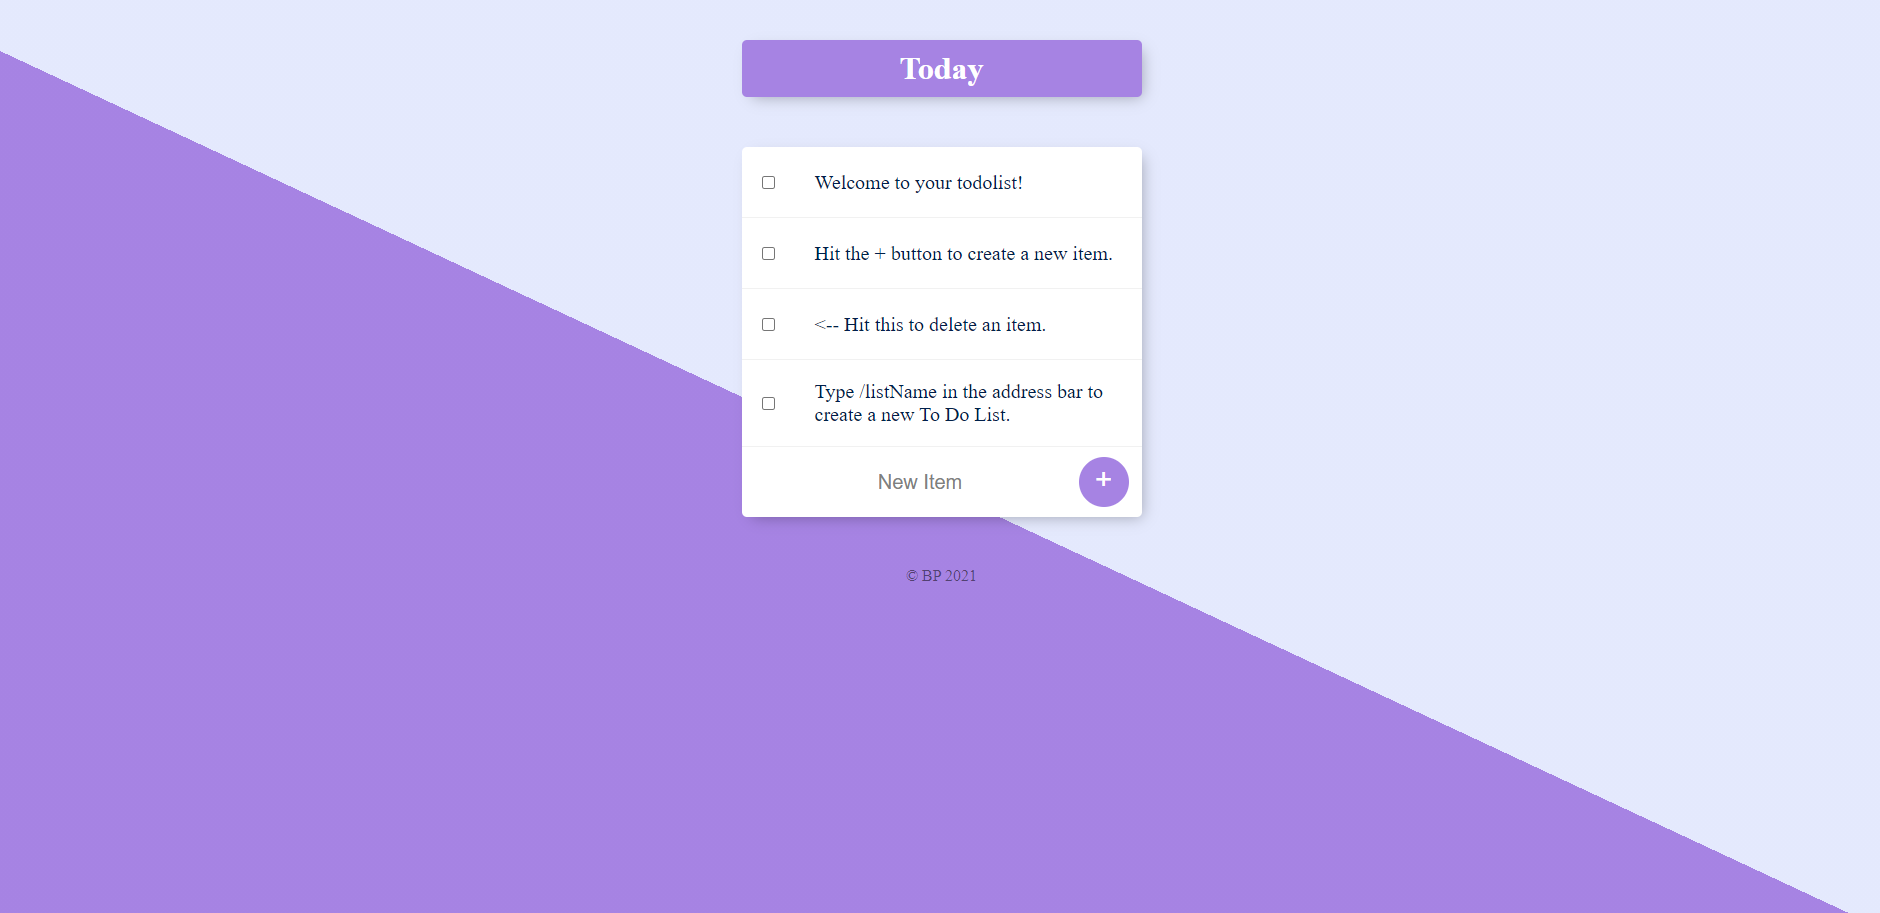 Today
Welcome to your todolist!
Hit the + button to create a new item.
<-- Hit this to delete an item.
Type /listName in the address bar to
create a new To Do List.
New Item
+
© BP 2021